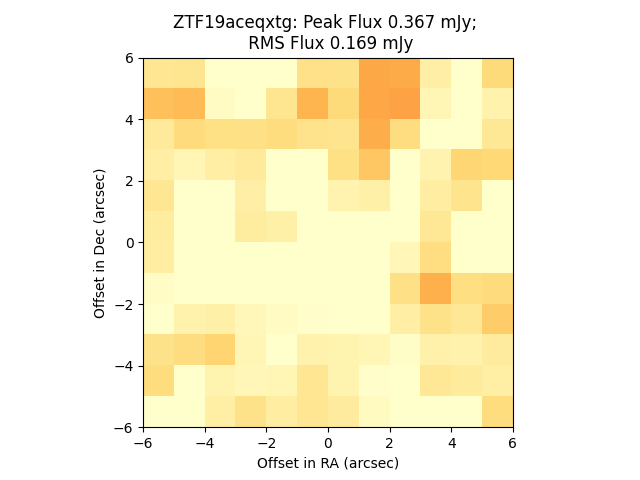 ZTF19aceqxtg: Peak Flux 0.367 mJy;
RMS Flux 0.169 mJy
6
4
2
0
−2
−4
−6
Offset in Dec (arcsec)
−6 −4 −2 0 2 4 6
Offset in RA (arcsec)